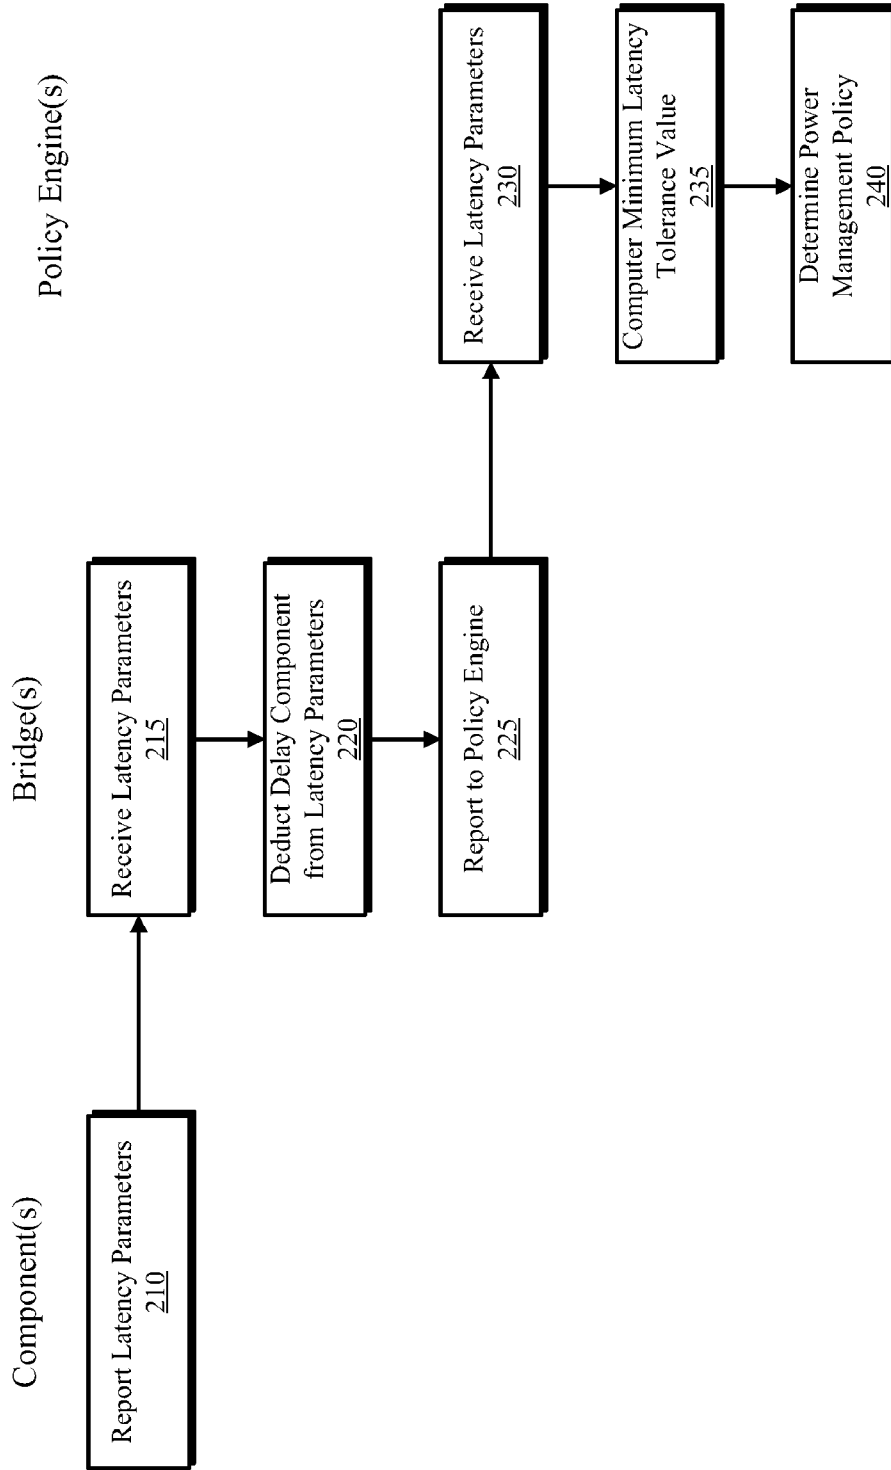 Component(s)
Bridge(s)
Policy Engine(s)
Report Latency Parameters
210
Receive Latency Parameters
215
Deduct Delay Component
from Latency Parameters
220
Report to Policy Engine
225
Receive Latency Parameters
230
Computer Minimum Latency
Tolerance Value
235
Determine Power
Management Policy
240